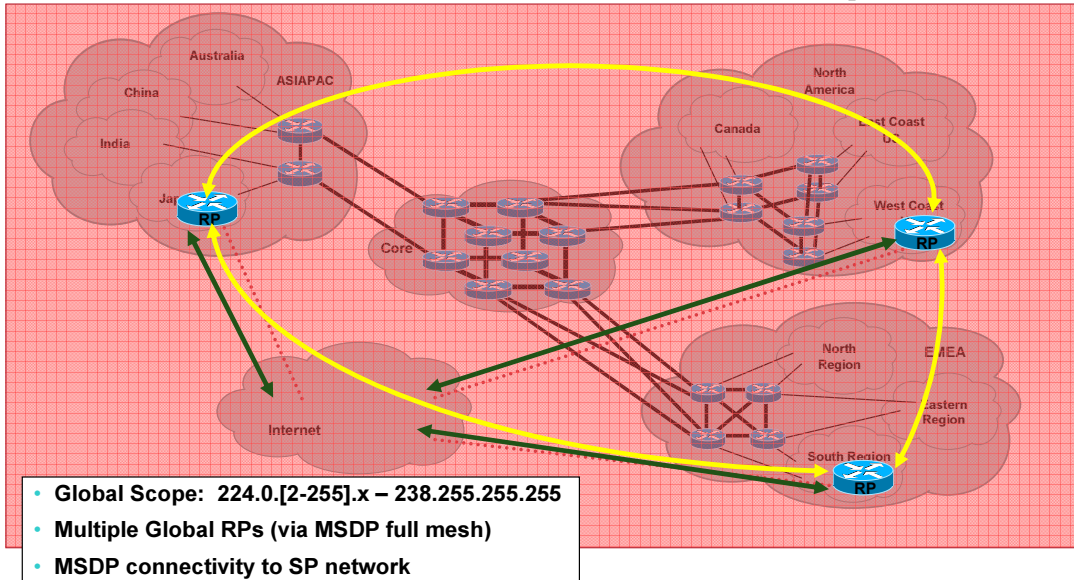 Australia
ASIAPAC
China
India
RP
Core
Internet
North
America
Canada
East Coast
US
West Coast
RP
North
Region
EMEA
Eastern
Region
South Region
RP
• Global Scope: 224.0.[2-255].x – 238.255.255.255
• Multiple Global RPs (via MSDP full mesh)
• MSDP connectivity to SP network